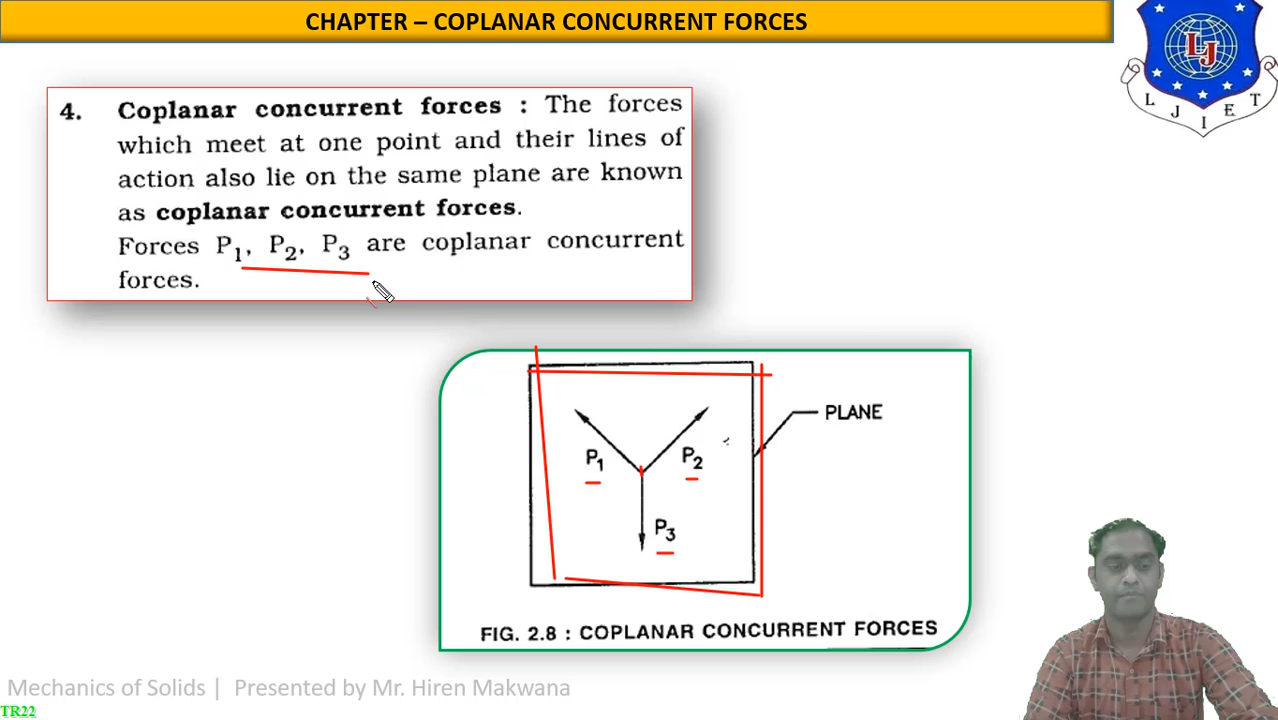 CHAPTER – COPLANAR CONCURRENT FORCES
4. Coplanar concurrent forces : The forces
which meet at one point and their lines of
action also lie on the same plane are known
as coplanar concurrent forces.
Forces P1, P2, P3 are coplanar concurrent
forces.
LJ
L J I E T
PLANE
P1 P2
P3
FIG. 2.8 : COPLANAR CONCURRENT FORCES
Mechanics of Solids | Presented by Mr. Hiren Makwana
TR22